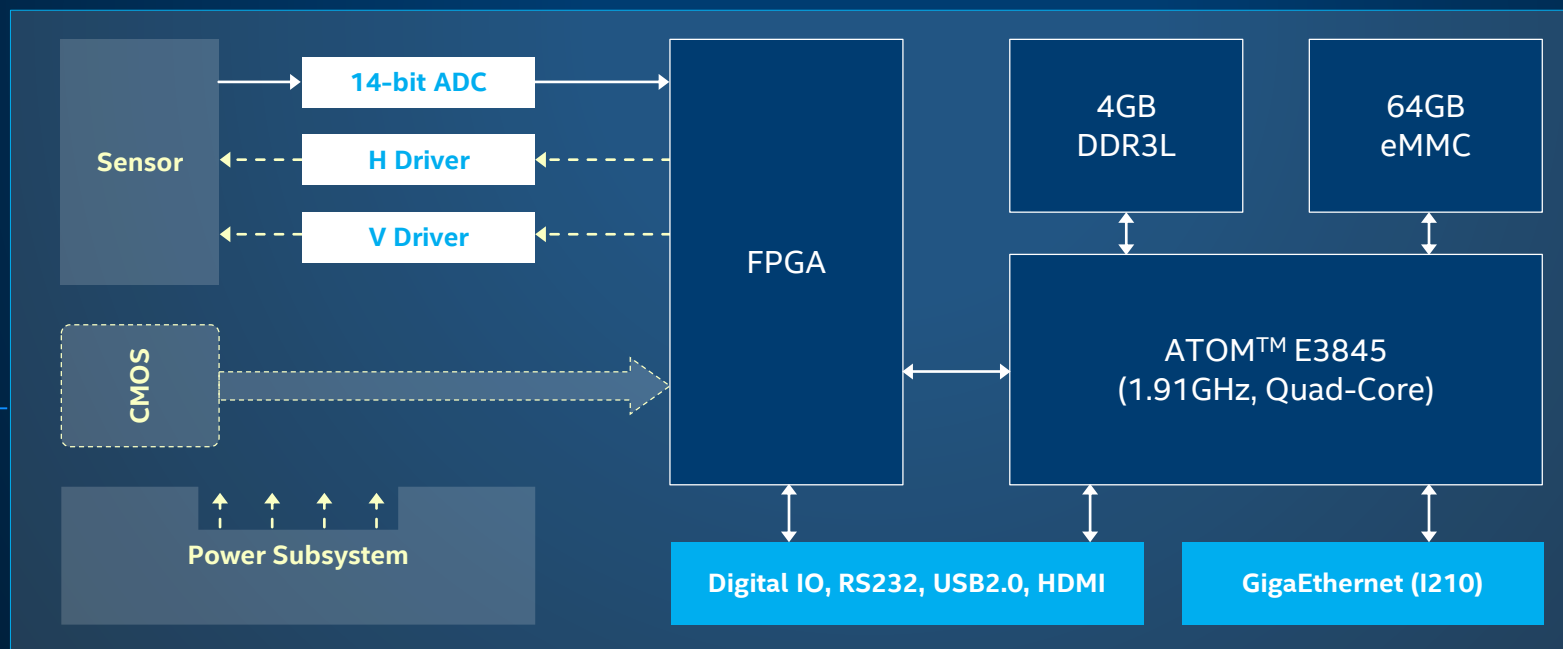 14-bit ADC
Sensor
H Driver
V Driver
CMOS
Power Subsystem
FPGA
4GB
DDR3L
64GB
eMMC
ATOM™ E3845
(1.91GHz, Quad-Core)
Digital IO, RS232, USB2.0, HDMI
GigaEthernet (I210)